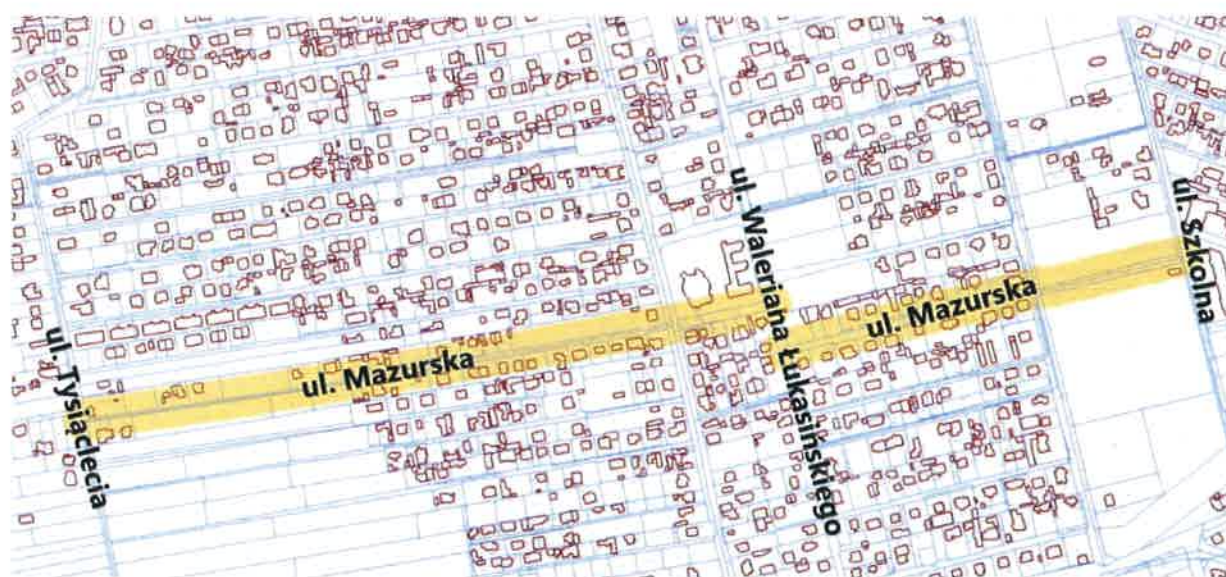 ul. Waleriana Łukasińskiego
ul. Szkolna
ul. Mazurska
ul. Mazurska
ul. Tysiąclecia